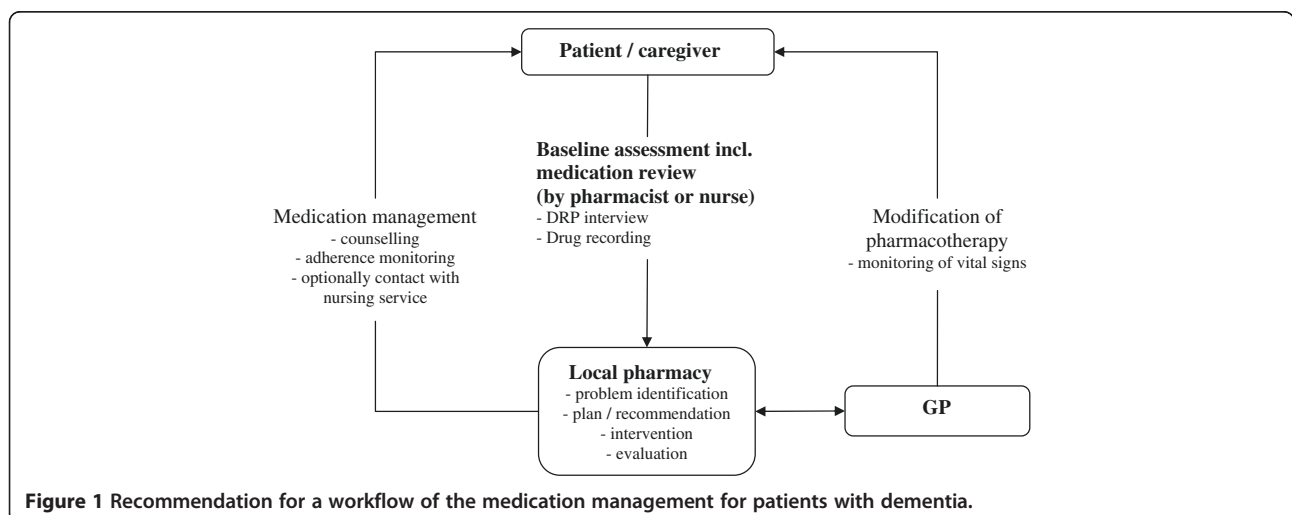 Patient / caregiver
Baseline assessment incl.
medication review
(by pharmacist or nurse)
- DRP interview
- Drug recording
Medication management
- counselling
- adherence monitoring
- optionally contact with
nursing service
Modification of
pharmacotherapy
- monitoring of vital signs
Local pharmacy
- problem identification
- plan / recommendation
- intervention
- evaluation
GP
Figure 1 Recommendation for a workflow of the medication management for patients with dementia.